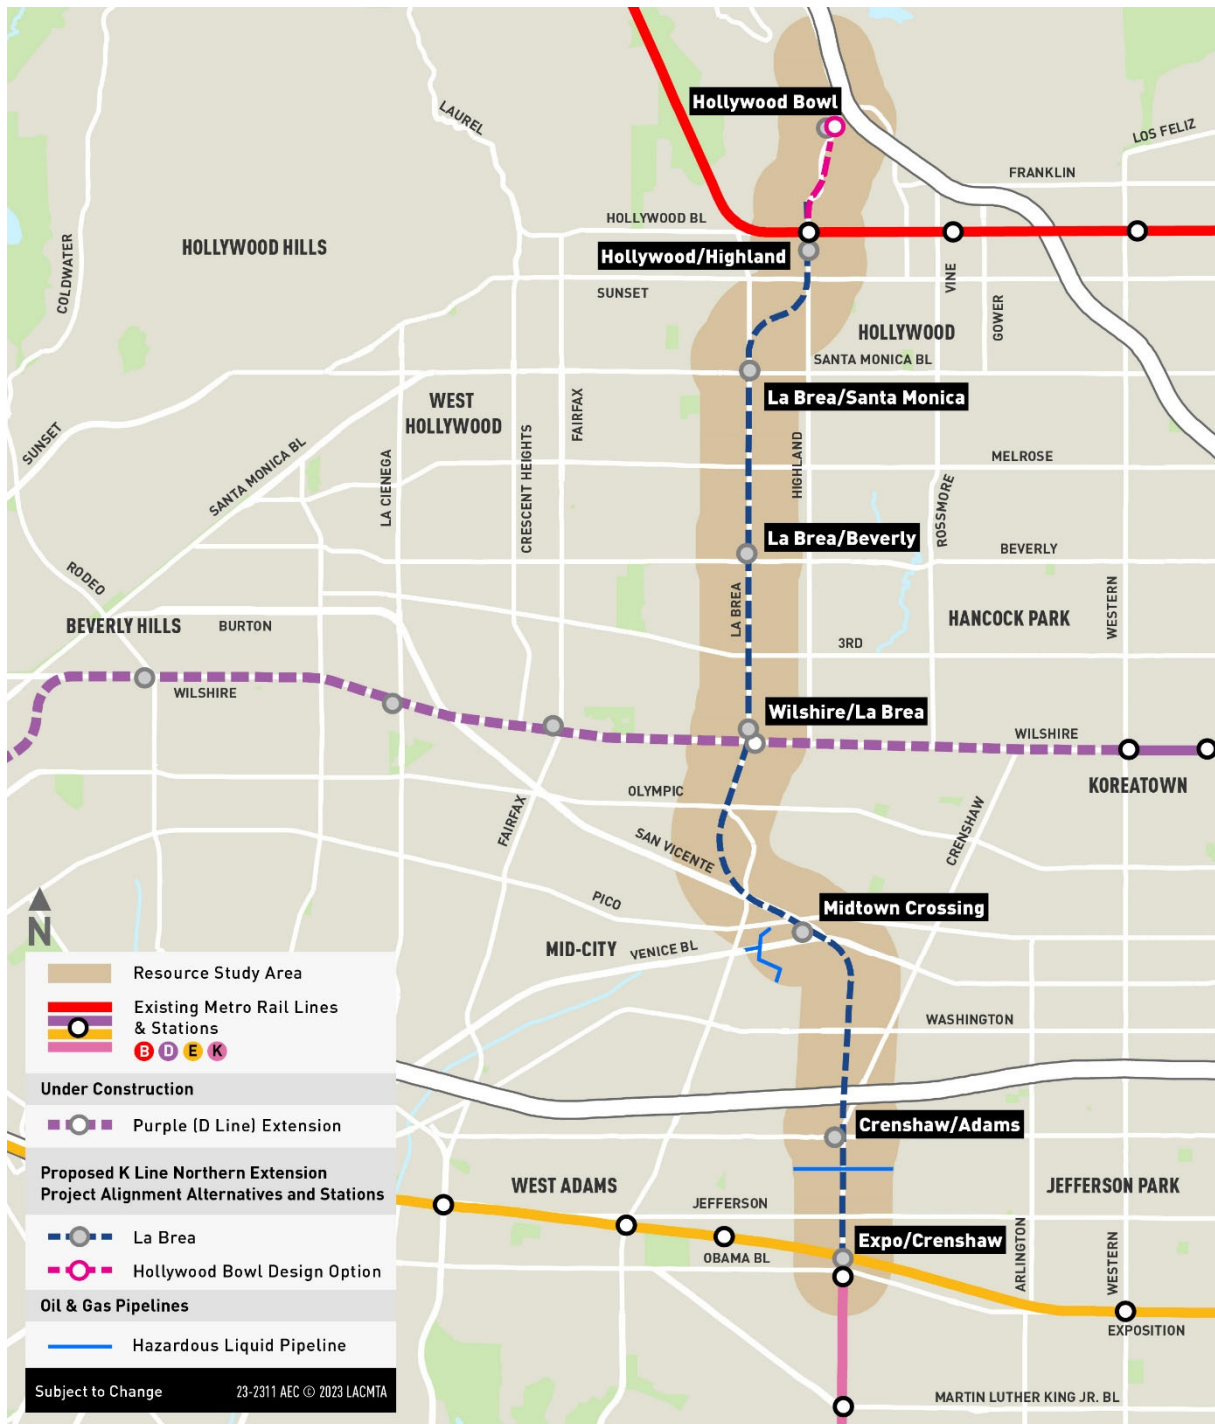 Hollywood Bowl
LAUREL
LOS FELIZ
FRANKLIN
HOLLYWOOD BL
HOLLYWOOD HILLS
Hollywood/Highland
COLDWATER
SUNSET
VINE
GOWER
HOLLYWOOD
SANTA MONICA BL
WEST
HOLLYWOOD
La Brea/Santa Monica
FAIRFAX
SUNSET
SANTA MONICA BL
LA CIENEGA
CRESCENT HEIGHTS
HIGHLAND
MELROSE
ROSSMORE
La Brea/Beverly
BEVERLY
RODEO
LA BREA
WESTERN
BEVERLY HILLS
BURTON
HANCOCK PARK
3RD
WILSHIRE
Wilshire/La Brea
WILSHIRE
KOREATOWN
OLYMPIC
FAIRFAX
SAN VICENTE
CRENSHAW
PICO
Midtown Crossing
N
MID-CITY
VENICE BL
WASHINGTON
Crenshaw/Adams
WEST ADAMS
JEFFERSON
JEFFERSON PARK
Expo/Crenshaw
OBAMA BL
ARLINGTON
WESTERN
EXPOSITION
MARTIN LUTHER KING JR. BL
Resource Study Area
Existing Metro Rail Lines
& Stations
B D E K
Under Construction
Purple (D Line) Extension
Proposed K Line Northern Extension
Project Alignment Alternatives and Stations
La Brea
Hollywood Bowl Design Option
Oil & Gas Pipelines
Hazardous Liquid Pipeline
Subject to Change 23-2311 AEC © 2023 LACMTA